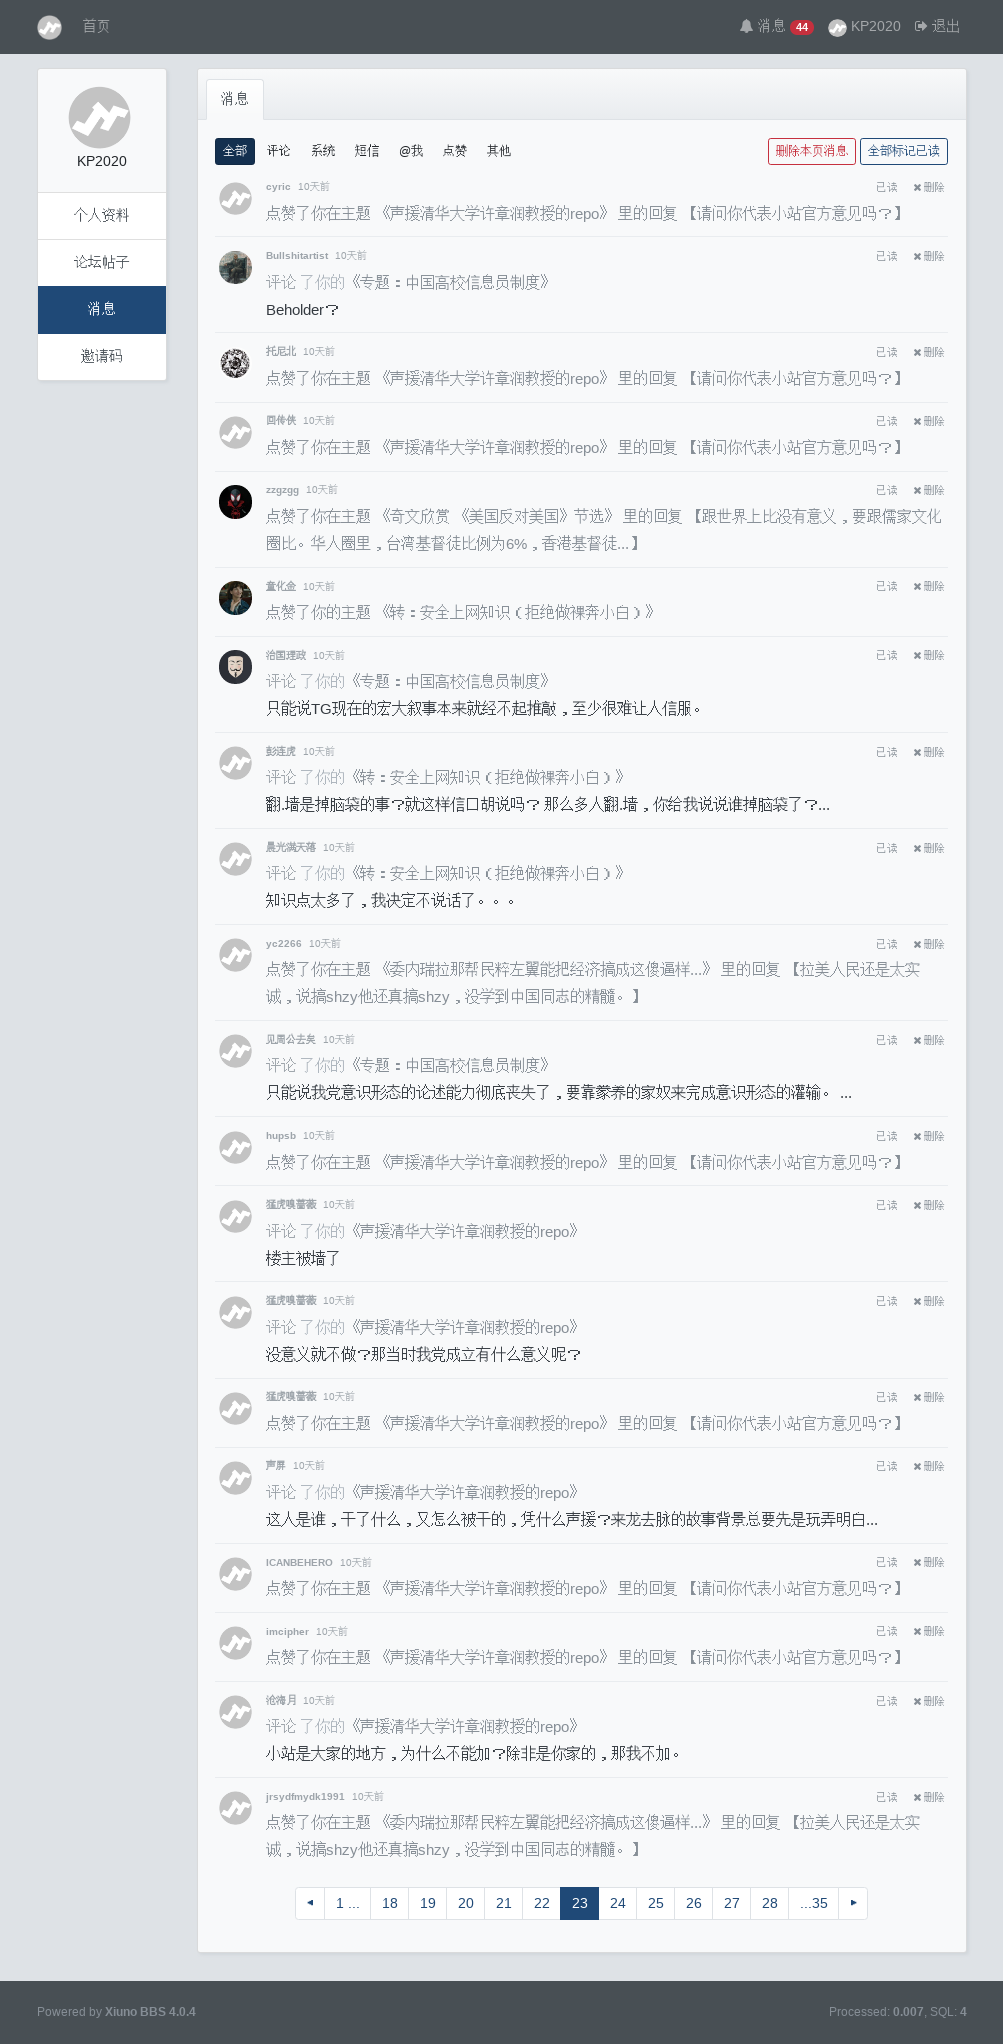 首页
消息 44 KP2020 退出
KP2020
个人资料
论坛帖子
消息
邀请码
消息
全部 评论 系统 短信 @我 点赞 其他 删除本页消息 全部标记已读
cyric 10天前 已读 ✖删除
点赞了你在主题 《声援清华大学许章润教授的repo》 里的回复 【请问你代表小站官方意见吗？】
Bullshitartist 10天前 已读 ✖删除
评论 了你的《专题：中国高校信息员制度》
Beholder？
托尼北 10天前 已读 ✖删除
点赞了你在主题 《声援清华大学许章润教授的repo》 里的回复 【请问你代表小站官方意见吗？】
回传侠 10天前 已读 ✖删除
点赞了你在主题 《声援清华大学许章润教授的repo》 里的回复 【请问你代表小站官方意见吗？】
zzgzgg 10天前 已读 ✖删除
点赞了你在主题 《奇文欣赏 《美国反对美国》节选》 里的回复 【跟世界上比没有意义，要跟儒家文化
圈比。华人圈里，台湾基督徒比例为6%，香港基督徒...】
童化金 10天前 已读 ✖删除
点赞了你的主题 《转：安全上网知识（拒绝做裸奔小白）》
治国理政 10天前 已读 ✖删除
评论 了你的《专题：中国高校信息员制度》
只能说TG现在的宏大叙事本来就经不起推敲，至少很难让人信服。
彭连虎 10天前 已读 ✖删除
评论 了你的《转：安全上网知识（拒绝做裸奔小白）》
翻.墙是掉脑袋的事？就这样信口胡说吗？ 那么多人翻.墙，你给我说说谁掉脑袋了？...
晨光满天落 10天前 已读 ✖删除
评论 了你的《转：安全上网知识（拒绝做裸奔小白）》
知识点太多了，我决定不说话了。。。
yc2266 10天前 已读 ✖删除
点赞了你在主题 《委内瑞拉那帮民粹左翼能把经济搞成这傻逼样...》 里的回复 【拉美人民还是太实
诚，说搞shzy他还真搞shzy，没学到中国同志的精髓。】
见周公去矣 10天前 已读 ✖删除
评论 了你的《专题：中国高校信息员制度》
只能说我党意识形态的论述能力彻底丧失了，要靠豢养的家奴来完成意识形态的灌输。 ...
hupsb 10天前 已读 ✖删除
点赞了你在主题 《声援清华大学许章润教授的repo》 里的回复 【请问你代表小站官方意见吗？】
猛虎嗅蔷薇 10天前 已读 ✖删除
评论 了你的《声援清华大学许章润教授的repo》
楼主被墙了
猛虎嗅蔷薇 10天前 已读 ✖删除
评论 了你的《声援清华大学许章润教授的repo》
没意义就不做？那当时我党成立有什么意义呢？
猛虎嗅蔷薇 10天前 已读 ✖删除
点赞了你在主题 《声援清华大学许章润教授的repo》 里的回复 【请问你代表小站官方意见吗？】
声屏 10天前 已读 ✖删除
评论 了你的《声援清华大学许章润教授的repo》
这人是谁，干了什么，又怎么被干的，凭什么声援？来龙去脉的故事背景总要先是玩弄明白...
ICANBEHERO 10天前 已读 ✖删除
点赞了你在主题 《声援清华大学许章润教授的repo》 里的回复 【请问你代表小站官方意见吗？】
imcipher 10天前 已读 ✖删除
点赞了你在主题 《声援清华大学许章润教授的repo》 里的回复 【请问你代表小站官方意见吗？】
沧海月 10天前 已读 ✖删除
评论 了你的《声援清华大学许章润教授的repo》
小站是大家的地方，为什么不能加？除非是你家的，那我不加。
jrsydfmydk1991 10天前 已读 ✖删除
点赞了你在主题 《委内瑞拉那帮民粹左翼能把经济搞成这傻逼样...》 里的回复 【拉美人民还是太实
诚，说搞shzy他还真搞shzy，没学到中国同志的精髓。】
◂ 1 ... 18 19 20 21 22 23 24 25 26 27 28 ...35 ▸
Powered by Xiuno BBS 4.0.4 Processed: 0.007, SQL: 4